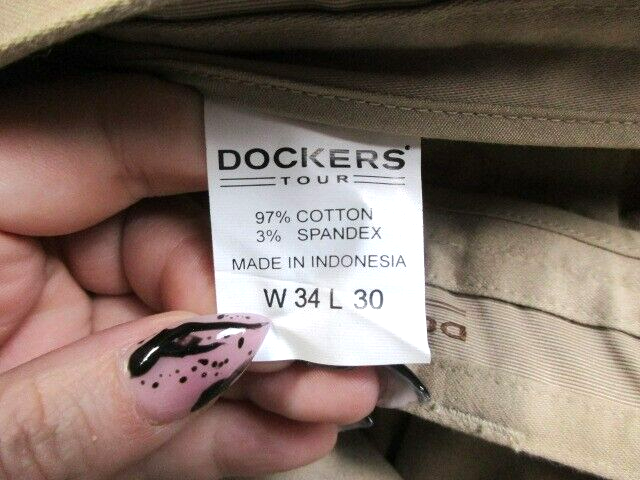 DOCKERS®
TOUR
97% COTTON
3% SPANDEX
MADE IN INDONESIA
W 34 L 30